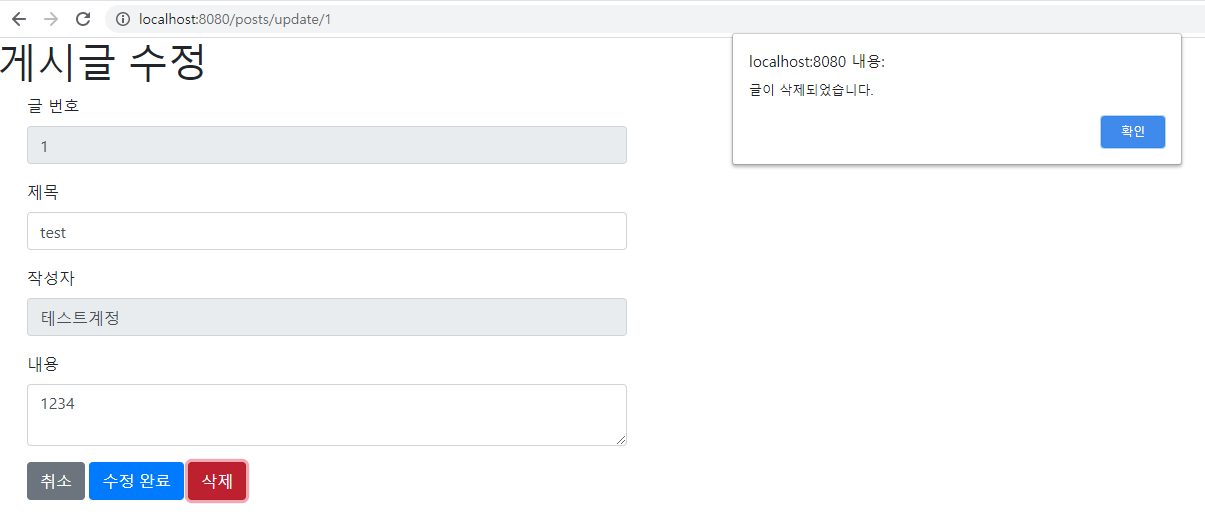 localhost:8080/posts/update/1
게시글 수정
localhost:8080 내용:
글이 삭제되었습니다.
확인
글 번호
1
제목
test
작성자
테스트계정
내용
1234
취소 수정 완료 삭제